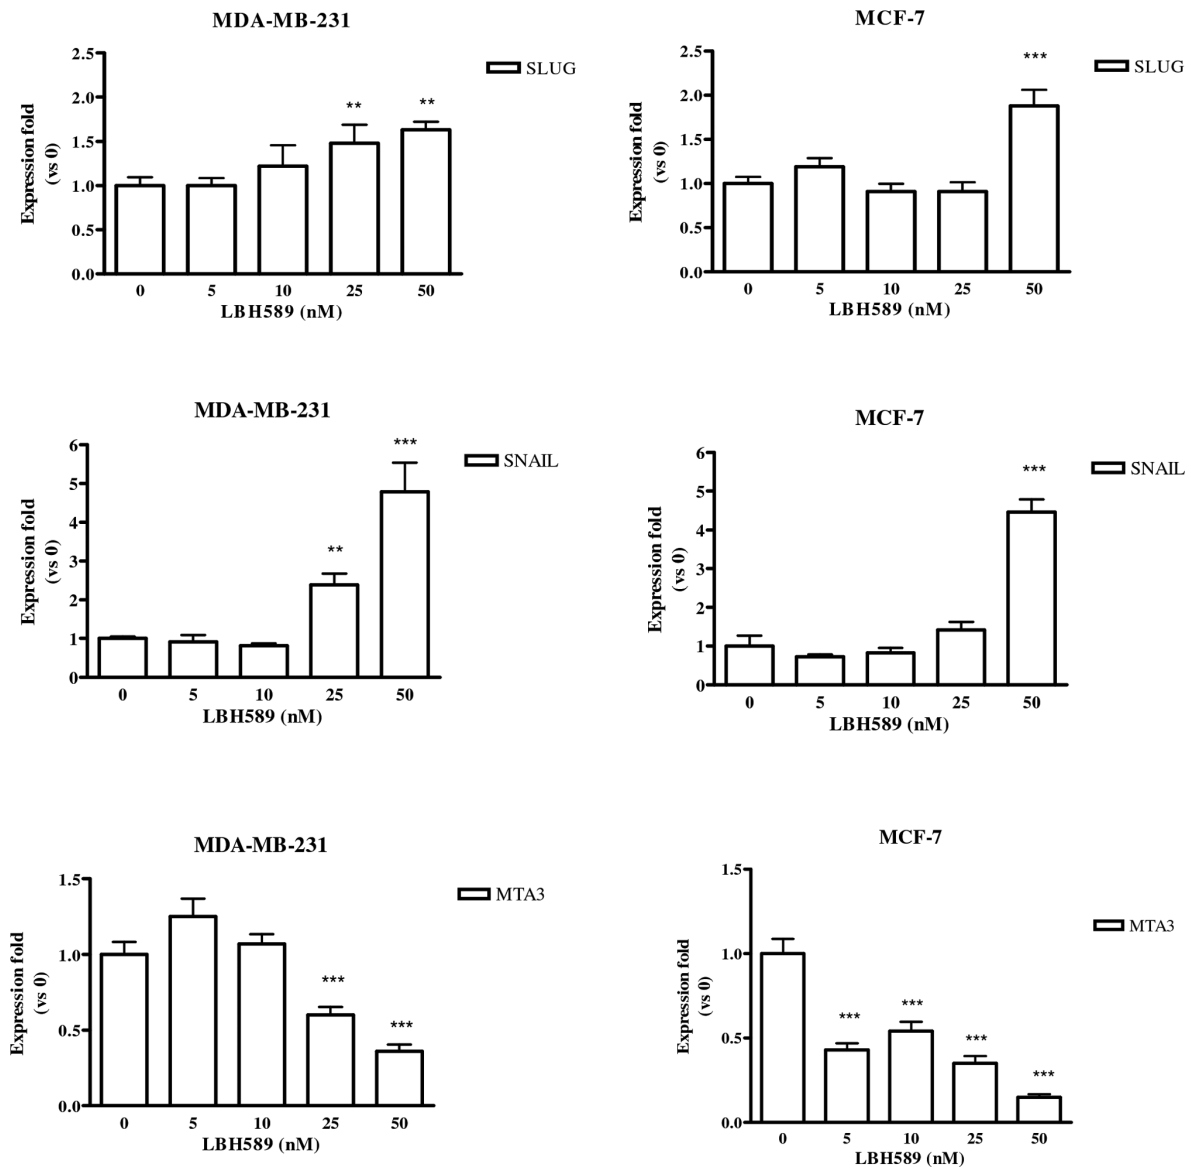 MDA-MB-231
SLUG
Expression fold
(vs 0)
2.5
2.0
1.5
1.0
0.5
0.0
**
**
0 5 10 25 50
LBH589 (nM)
MCF-7
SLUG
Expression fold
(vs 0)
2.5
2.0
1.5
1.0
0.5
0.0
***
0 5 10 25 50
LBH589 (nM)
MDA-MB-231
SNAIL
Expression fold
(vs 0)
6
5
4
3
2
1
0
**
***
0 5 10 25 50
LBH589 (nM)
MCF-7
SNAIL
Expression fold
(vs 0)
6
5
4
3
2
1
0
***
0 5 10 25 50
LBH589 (nM)
MDA-MB-231
MTA3
Expression fold
(vs 0)
1.5
1.0
0.5
0.0
***
***
0 5 10 25 50
LBH589 (nM)
MCF-7
MTA3
Expression fold
(vs 0)
1.5
1.0
0.5
0.0
***
***
***
***
0 5 10 25 50
LBH589 (nM)